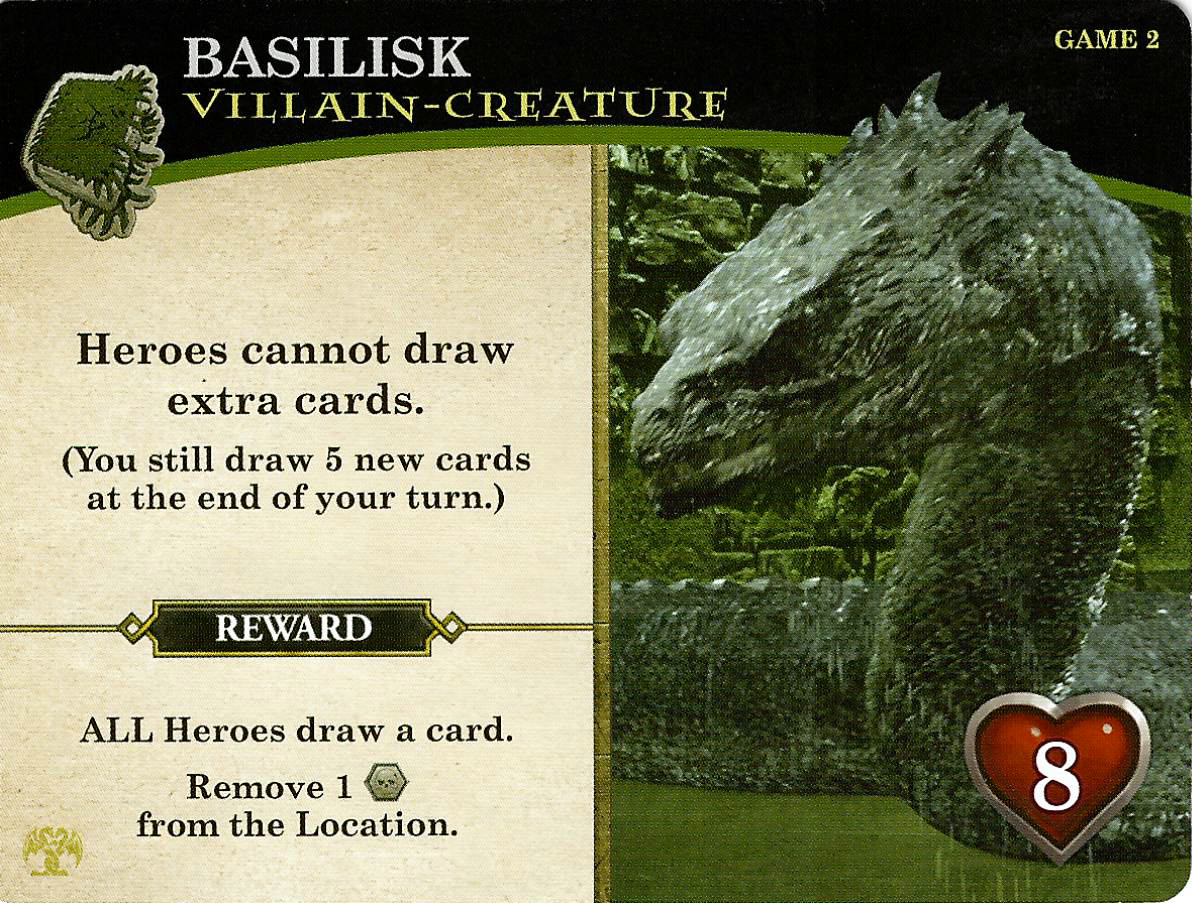 BASILISK
VILLAIN-CREATURE
GAME 2
Heroes cannot draw
extra cards.
(You still draw 5 new cards
at the end of your turn.)
REWARD
ALL Heroes draw a card.
Remove 1
from the Location.
8